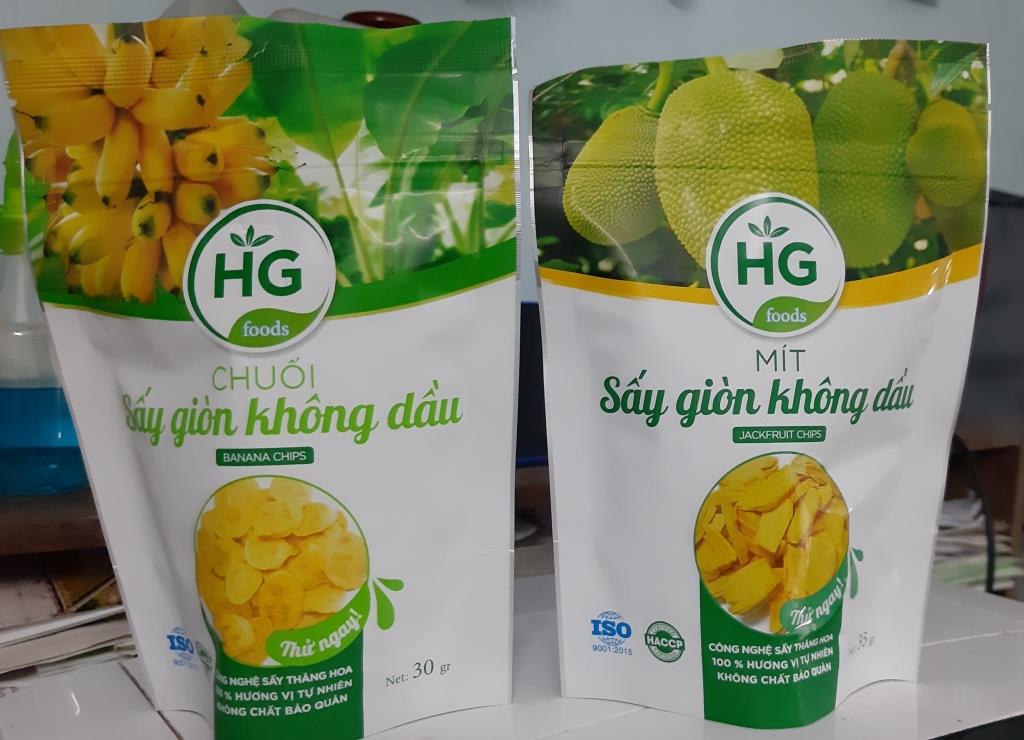 HG
foods
CHUỐI
Sấy giòn không dầu
BANANA CHIPS
Thử ngay!
ISO
CÔNG NGHỆ SẤY THĂNG HOA
100 % HƯƠNG VỊ TỰ NHIÊN
KHÔNG CHẤT BẢO QUẢN
Net: 30 gr
HG
foods
MÍT
Sấy giòn không dầu
JACKFRUIT CHIPS
Thử ngay!
ISO
9001:2015
HACCP
CÔNG NGHỆ SẤY THĂNG HOA
100 % HƯƠNG VỊ TỰ NHIÊN
KHÔNG CHẤT BẢO QUẢN
35 gr